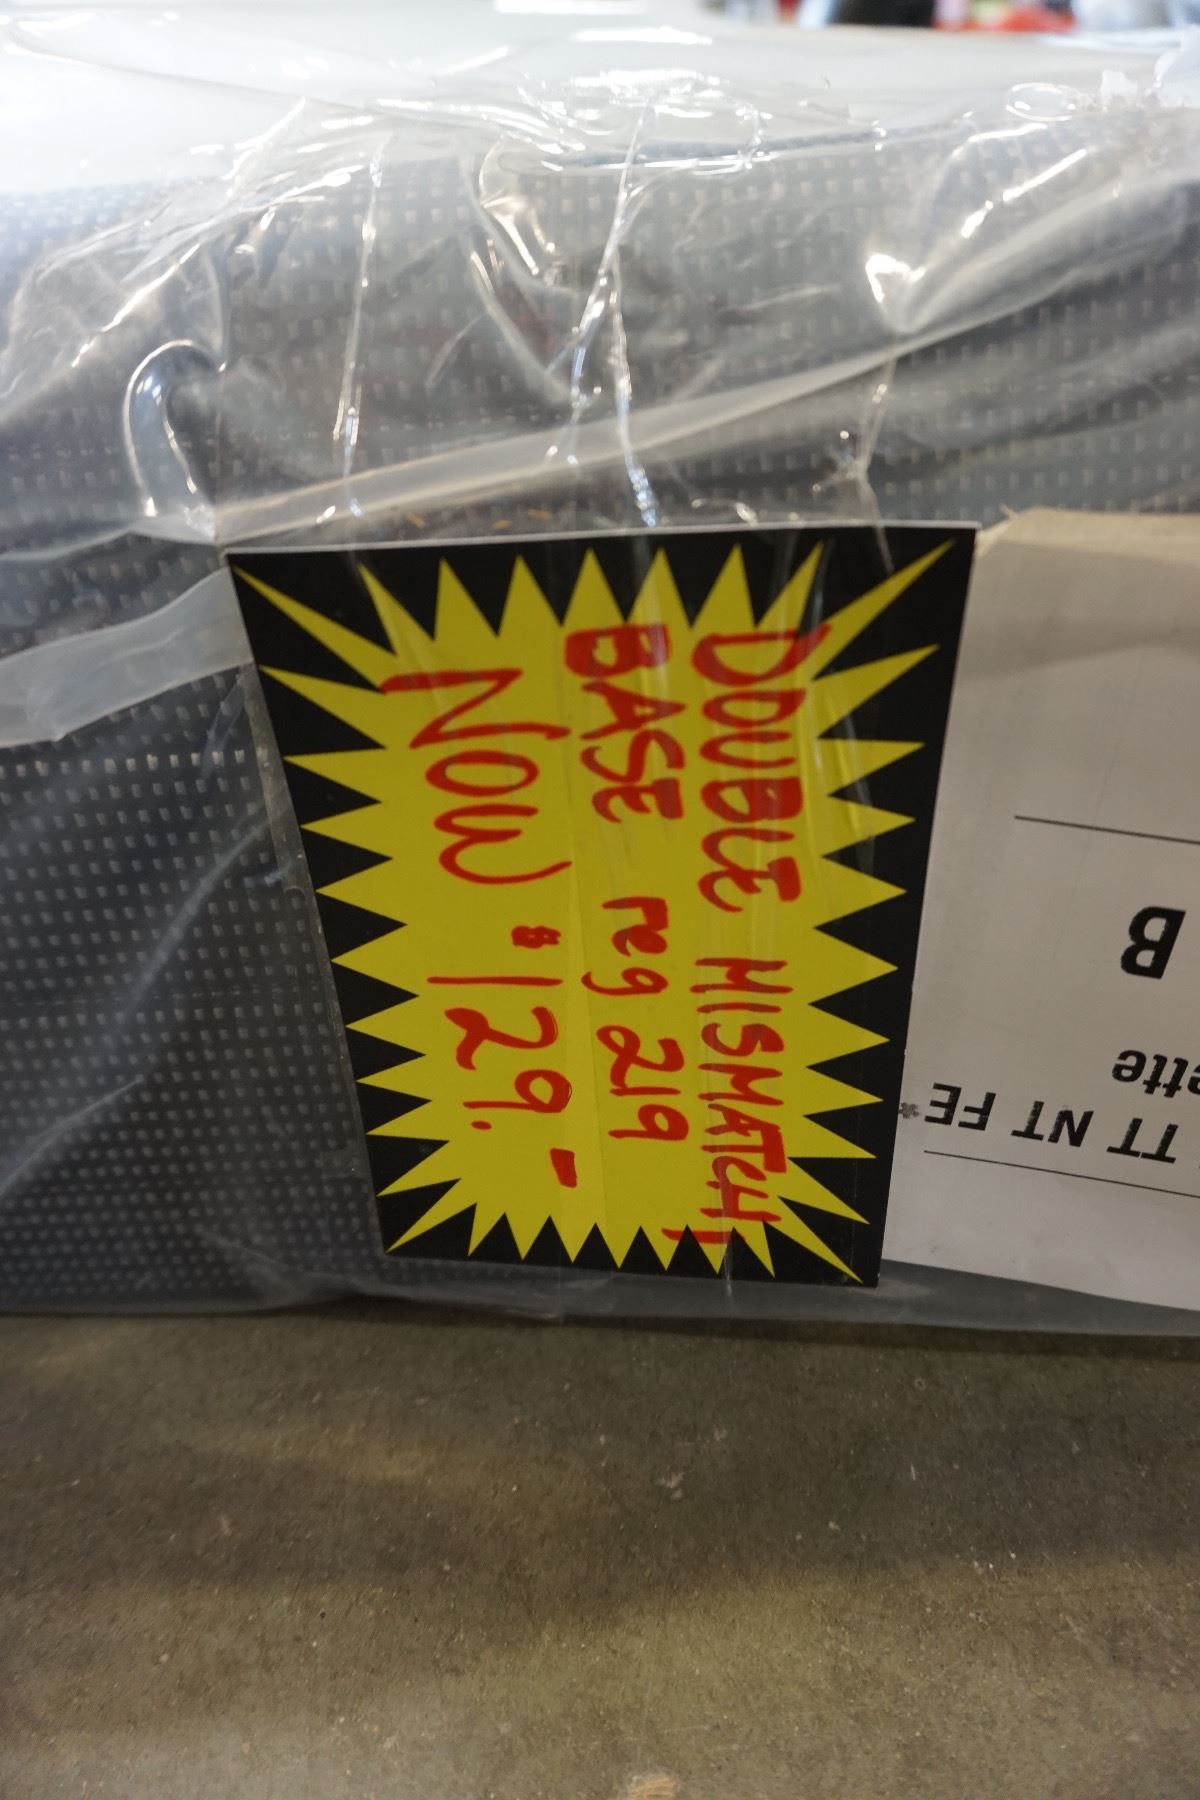 DOUBLE MISMATCH
BASE reg 219
NOW $129.-
TT NT FE*
ette
B